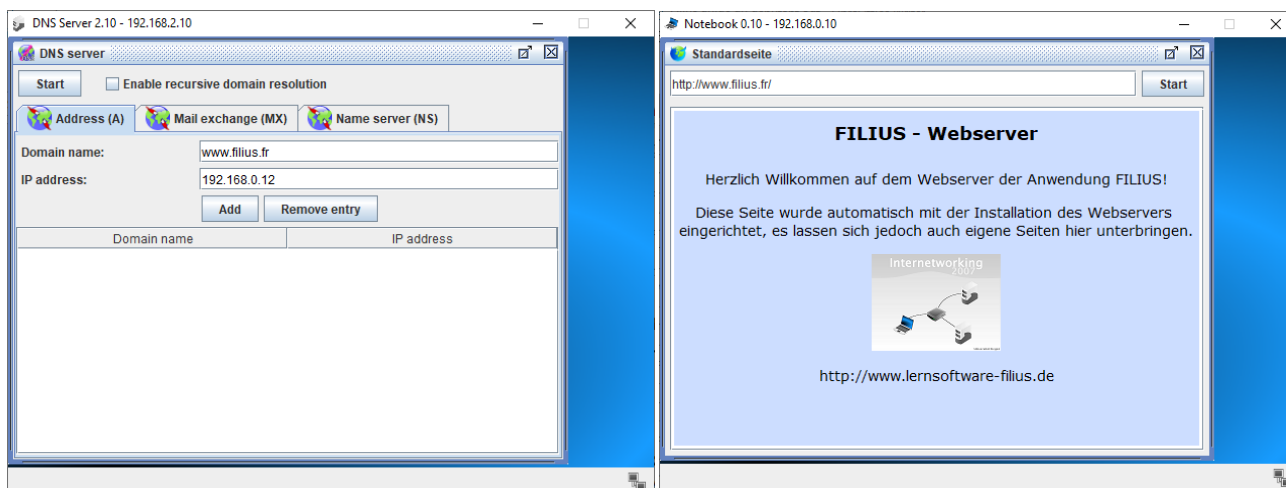 DNS Server 2.10 - 192.168.2.10
DNS server
Start
Enable recursive domain resolution
Address (A)
Mail exchange (MX)
Name server (NS)
Domain name:
www.filius.fr
IP address:
192.168.0.12
Add
Remove entry
Domain name
IP address
Notebook 0.10 - 192.168.0.10
Standardseite
http://www.filius.fr/
Start
FILIUS - Webserver
Herzlich Willkommen auf dem Webserver der Anwendung FILIUS!
Diese Seite wurde automatisch mit der Installation des Webservers
eingerichtet, es lassen sich jedoch auch eigene Seiten hier unterbringen.
Internetworking
2007
http://www.lernsoftware-filius.de